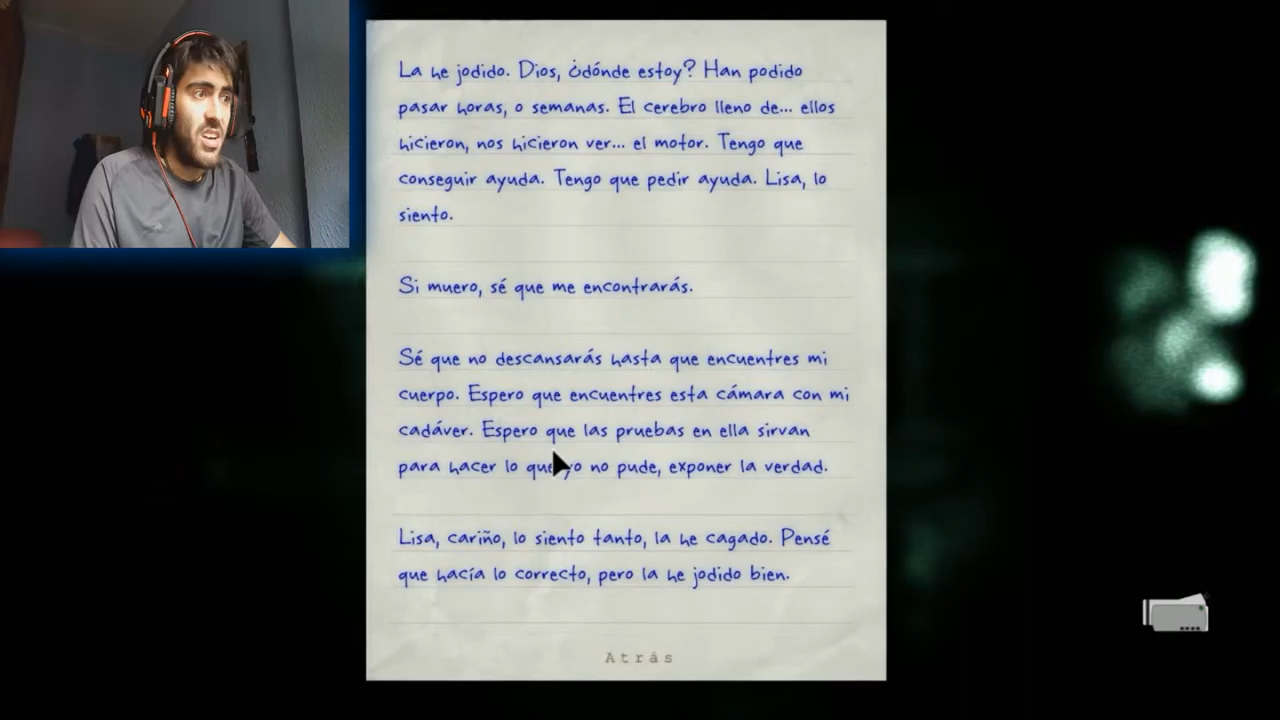 La he jodido. Dios, ¿dónde estoy? Han podido
pasar horas, o semanas. El cerebro lleno de... ellos
hicieron, nos hicieron ver... el motor. Tengo que
conseguir ayuda. Tengo que pedir ayuda. Lisa, lo
siento.
Si muero, sé que me encontrarás.
Sé que no descansarás hasta que encuentres mi
cuerpo. Espero que encuentres esta cámara con mi
cadáver. Espero que las pruebas en ella sirvan
para hacer lo que yo no pude, exponer la verdad.
Lisa, cariño, lo siento tanto, la he cagado. Pensé
que hacía lo correcto, pero la he jodido bien.
Atrás